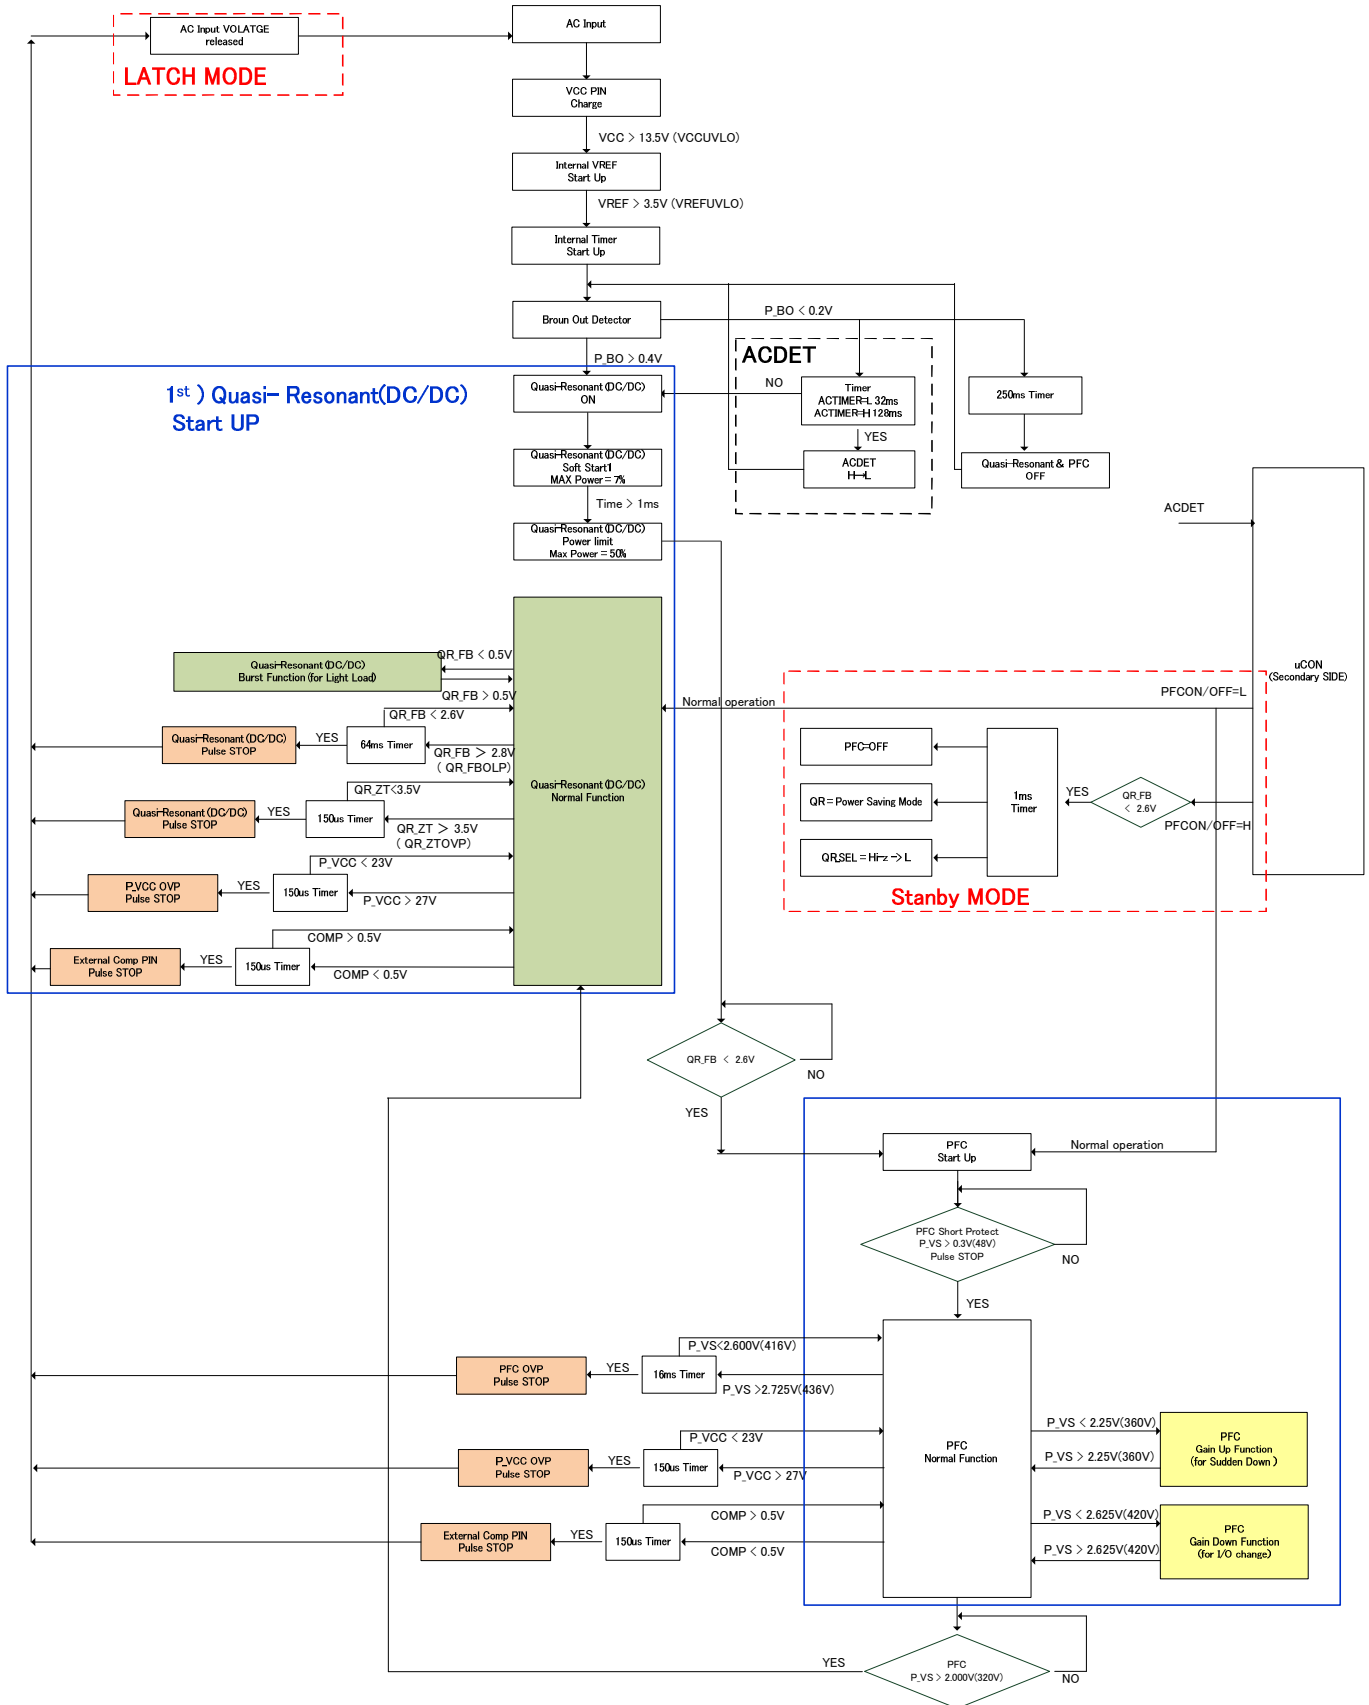 AC Input VOLATGE
released
LATCH MODE
AC Input
VCC PIN
Charge
VCC > 13.5V (VCCUVLO)
Internal VREF
Start Up
VREF > 3.5V (VREFUVLO)
Internal Timer
Start Up
Broun Out Detector
P_BO < 0.2V
P_BO > 0.4V
ACDET
NO
Timer
ACTIMER=L 32ms
ACTIMER=H 128ms
YES
ACDET
H→L
250ms Timer
Quasi-Resonant & PFC
OFF
1st ) Quasi- Resonant(DC/DC)
Start UP
Quasi-Resonant (DC/DC)
ON
Quasi-Resonant (DC/DC)
Soft Start1
MAX Power = 7%
Time > 1ms
Quasi-Resonant (DC/DC)
Power limit
Max Power = 50%
ACDET
uCON
(Secondary SIDE)
Quasi-Resonant (DC/DC)
Burst Function (for Light Load)
QR_FB < 0.5V
QR_FB > 0.5V
QR_FB < 2.6V
Quasi-Resonant (DC/DC)
Pulse STOP
YES
64ms Timer
QR_FB > 2.8V
( QR_FBOLP)
QR_ZT<3.5V
Quasi-Resonant (DC/DC)
Pulse STOP
YES
150us Timer
QR_ZT > 3.5V
( QR_ZTOVP)
P_VCC < 23V
P_VCC OVP
Pulse STOP
YES
150us Timer
P_VCC > 27V
COMP > 0.5V
External Comp PIN
Pulse STOP
YES
150us Timer
COMP < 0.5V
Quasi-Resonant (DC/DC)
Normal Function
Normal operation
PFCON/OFF=L
PFC=OFF
QR = Power Saving Mode
QR_SEL = Hi-z -> L
1ms
Timer
YES
QR_FB
< 2.6V
PFCON/OFF=H
Stanby MODE
QR_FB < 2.6V
NO
YES
PFC
Start Up
Normal operation
PFC Short Protect
P_VS > 0.3V(48V)
Pulse STOP
NO
YES
P_VS<2.600V(416V)
PFC OVP
Pulse STOP
YES
16ms Timer
P_VS >2.725V(436V)
P_VCC < 23V
P_VCC OVP
Pulse STOP
YES
150us Timer
P_VCC > 27V
COMP > 0.5V
External Comp PIN
Pulse STOP
YES
150us Timer
COMP < 0.5V
PFC
Normal Function
P_VS < 2.25V(360V)
P_VS > 2.25V(360V)
PFC
Gain Up Function
(for Sudden Down )
P_VS < 2.625V(420V)
P_VS > 2.625V(420V)
PFC
Gain Down Function
(for I/O change)
YES
PFC
P_VS > 2.000V(320V)
NO